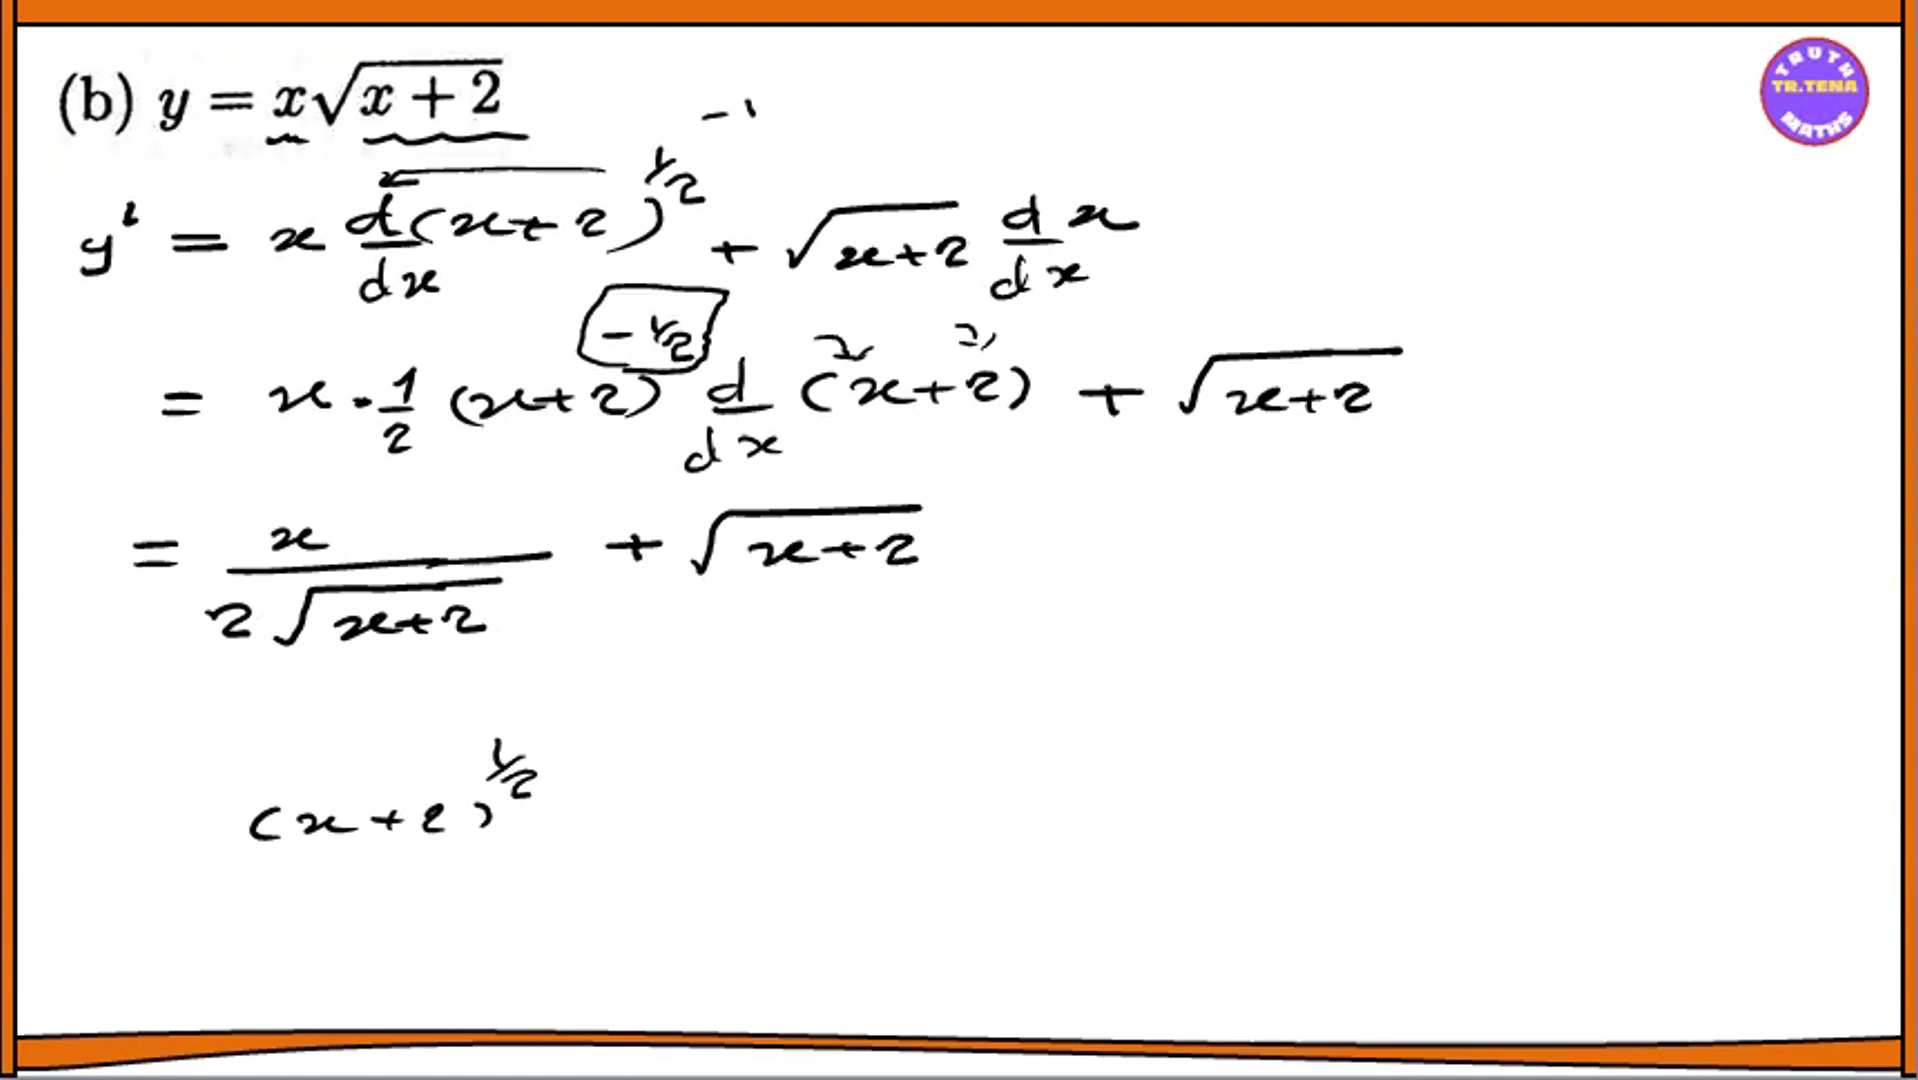 (b) y = x√(x + 2)
TRUTH
TR.TENA
MATHS
-1
y' = x d/dx (x+2)^1/2 + √(x+2) d/dx x
= x · 1/2 (x+2)^-1/2 d/dx (x+2) + √(x+2)
= x/(2√(x+2)) + √(x+2)
(x+2)^1/2